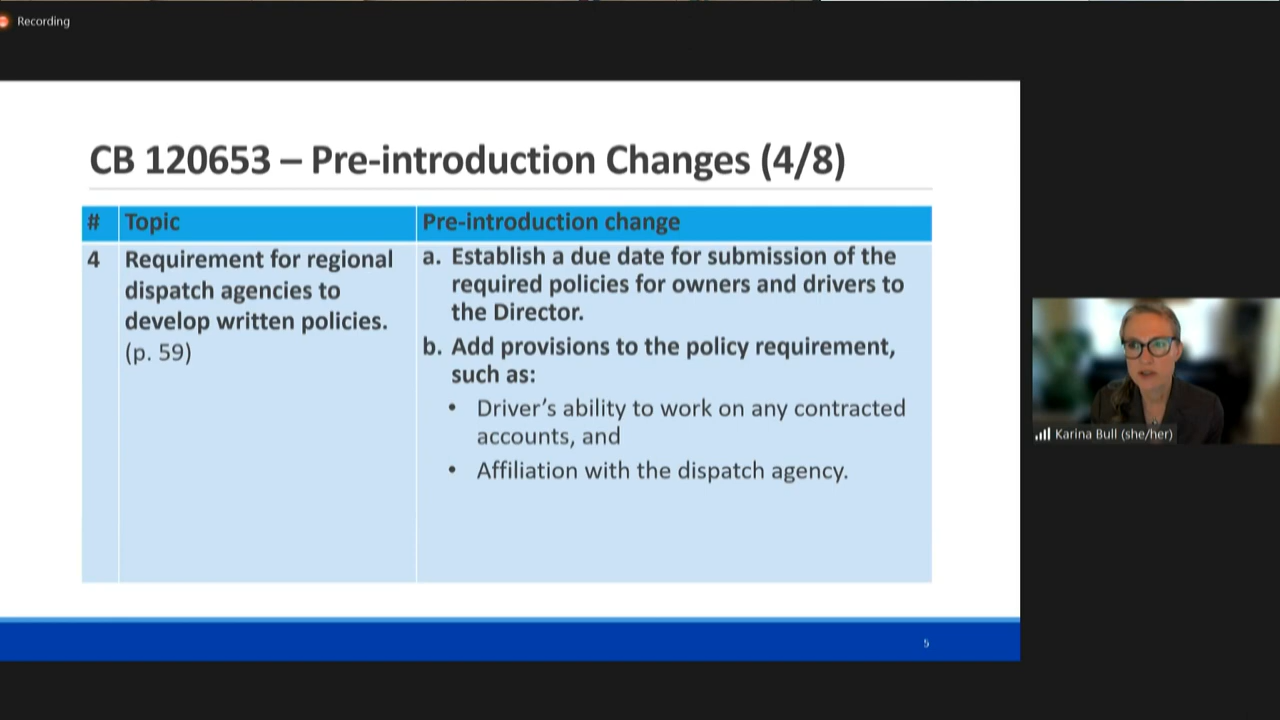 Recording
CB 120653 – Pre-introduction Changes (4/8)
# Topic Pre-introduction change
4 Requirement for regional
dispatch agencies to
develop written policies.
(p. 59)
a. Establish a due date for submission of the
required policies for owners and drivers to
the Director.
b. Add provisions to the policy requirement,
such as:
• Driver’s ability to work on any contracted
accounts, and
• Affiliation with the dispatch agency.
Karina Bull (she/her)
5